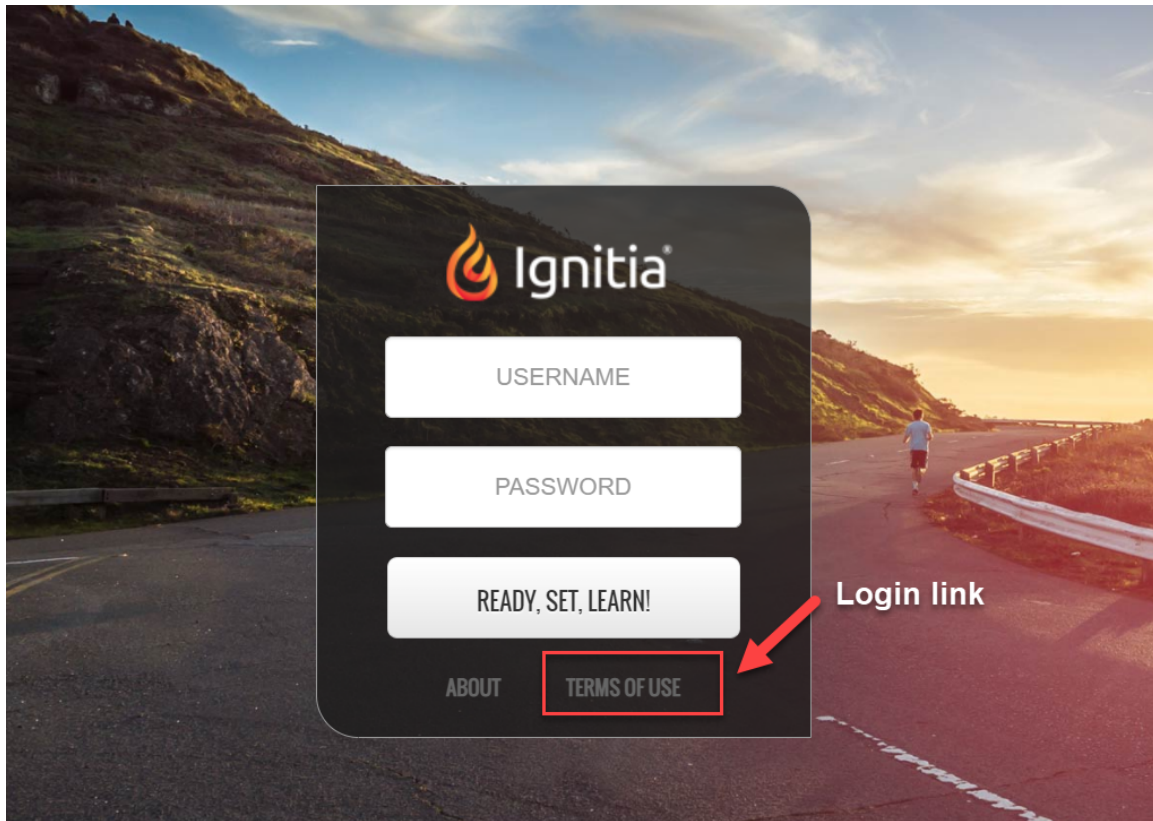 Ignitia®
USERNAME
PASSWORD
READY, SET, LEARN!
Login link
ABOUT TERMS OF USE